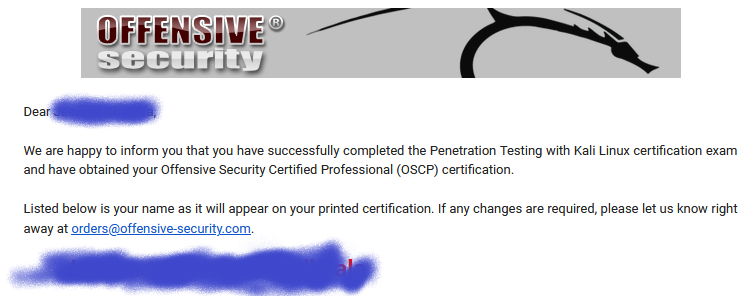 OFFENSIVE®
security
Dear
We are happy to inform you that you have successfully completed the Penetration Testing with Kali Linux certification exam
and have obtained your Offensive Security Certified Professional (OSCP) certification.
Listed below is your name as it will appear on your printed certification. If any changes are required, please let us know right
away at orders@offensive-security.com.